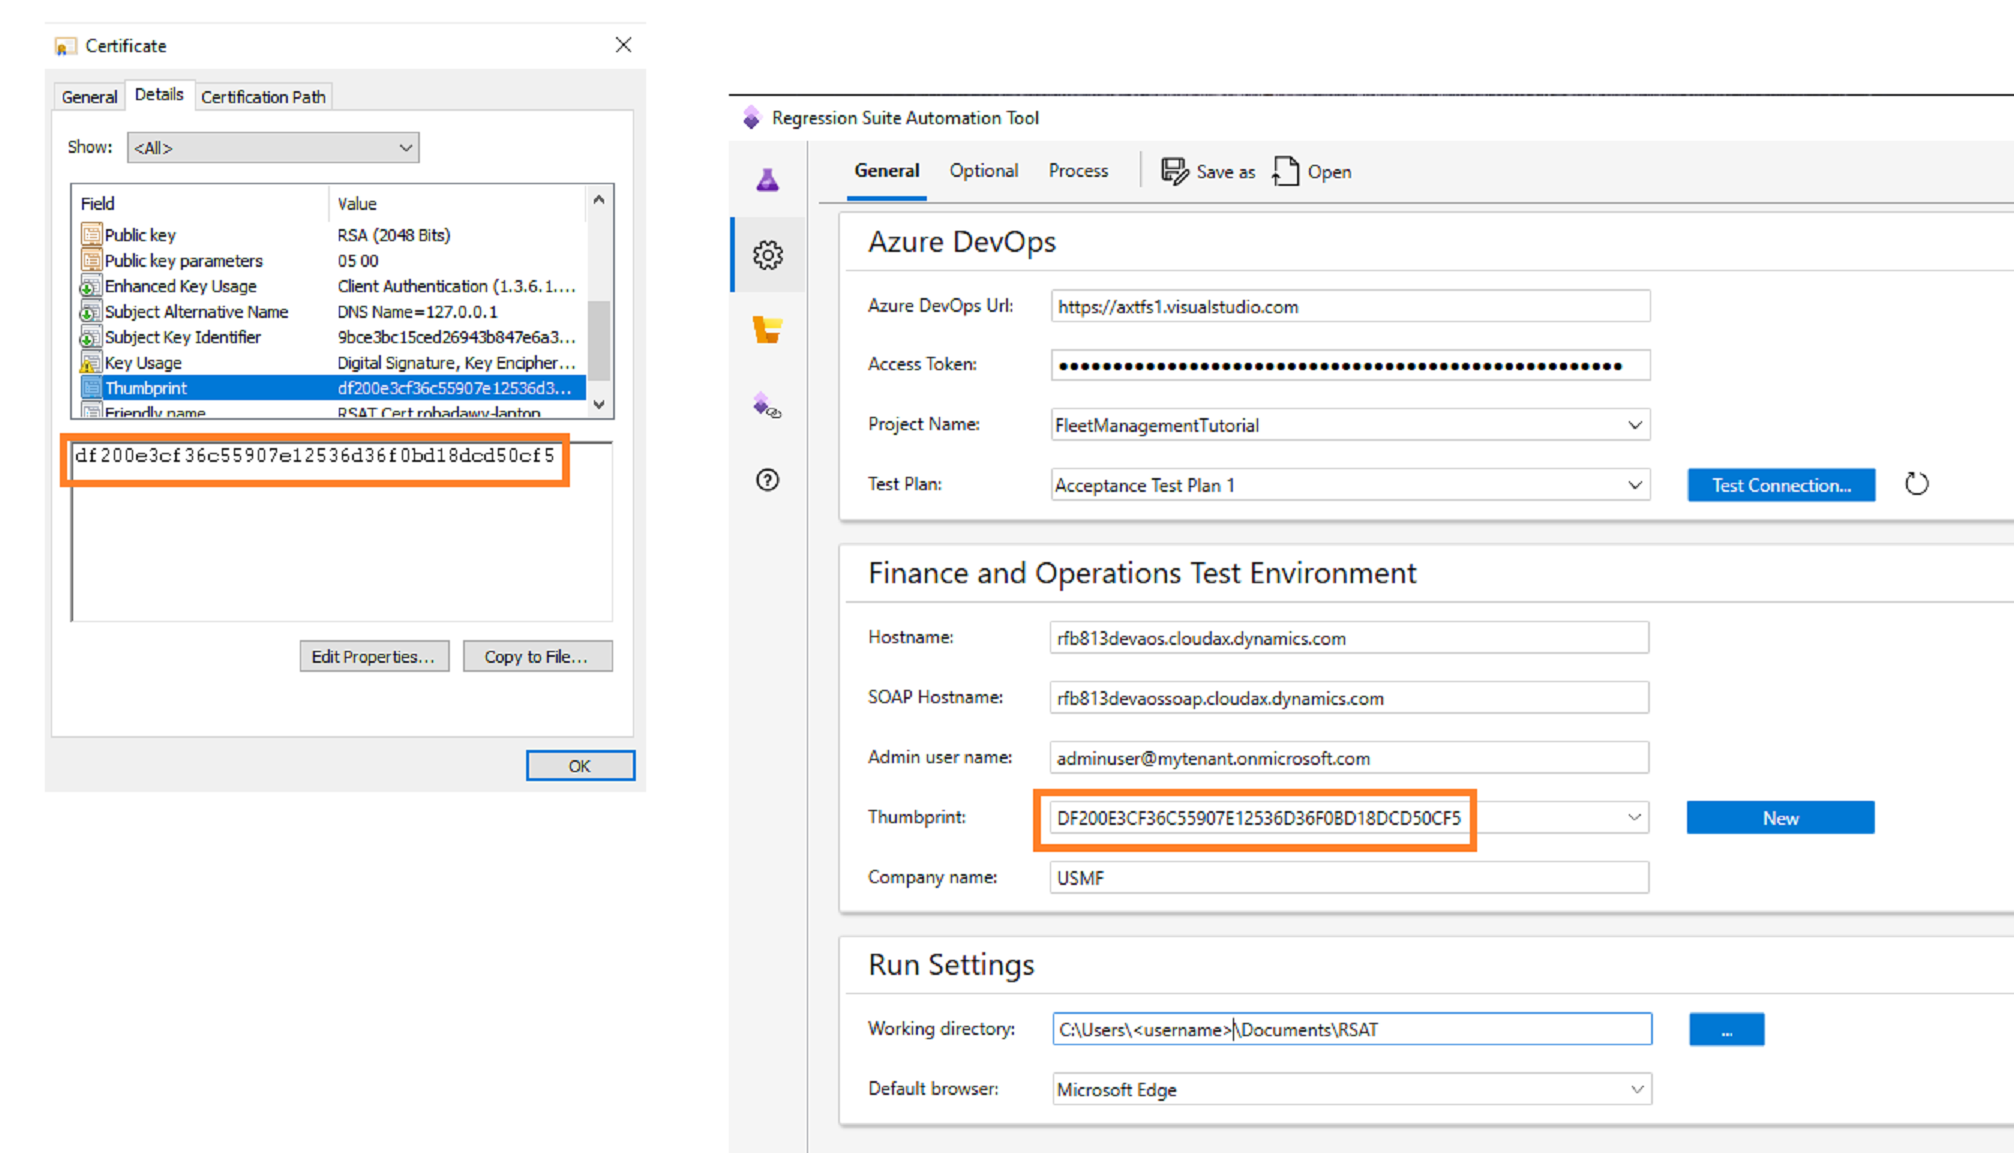 Certificate
General Details Certification Path
Show: <All>
Field Value
Public key RSA (2048 Bits)
Public key parameters 05 00
Enhanced Key Usage Client Authentication (1.3.6.1....
Subject Alternative Name DNS Name=127.0.0.1
Subject Key Identifier 9bce3bc15ced26943b847e6a3...
Key Usage Digital Signature, Key Encipher...
Thumbprint df200e3cf36c55907e12536d3...
Friendly name RSAT Cert robadawy-laptop
df200e3cf36c55907e12536d36f0bd18dcd50cf5
Edit Properties... Copy to File...
OK
Regression Suite Automation Tool
General Optional Process Save as Open
Azure DevOps
Azure DevOps Url: https://axtfs1.visualstudio.com
Access Token: ●●●●●●●●●●●●●●●●●●●●●●●●●●●●●●●●●●●●●●●●●●●●●●●●●●●●
Project Name: FleetManagementTutorial
Test Plan: Acceptance Test Plan 1 Test Connection...
Finance and Operations Test Environment
Hostname: rfb813devaos.cloudax.dynamics.com
SOAP Hostname: rfb813devaossoap.cloudax.dynamics.com
Admin user name: adminuser@mytenant.onmicrosoft.com
Thumbprint: DF200E3CF36C55907E12536D36F0BD18DCD50CF5 New
Company name: USMF
Run Settings
Working directory: C:\Users\<username>\Documents\RSAT ...
Default browser: Microsoft Edge